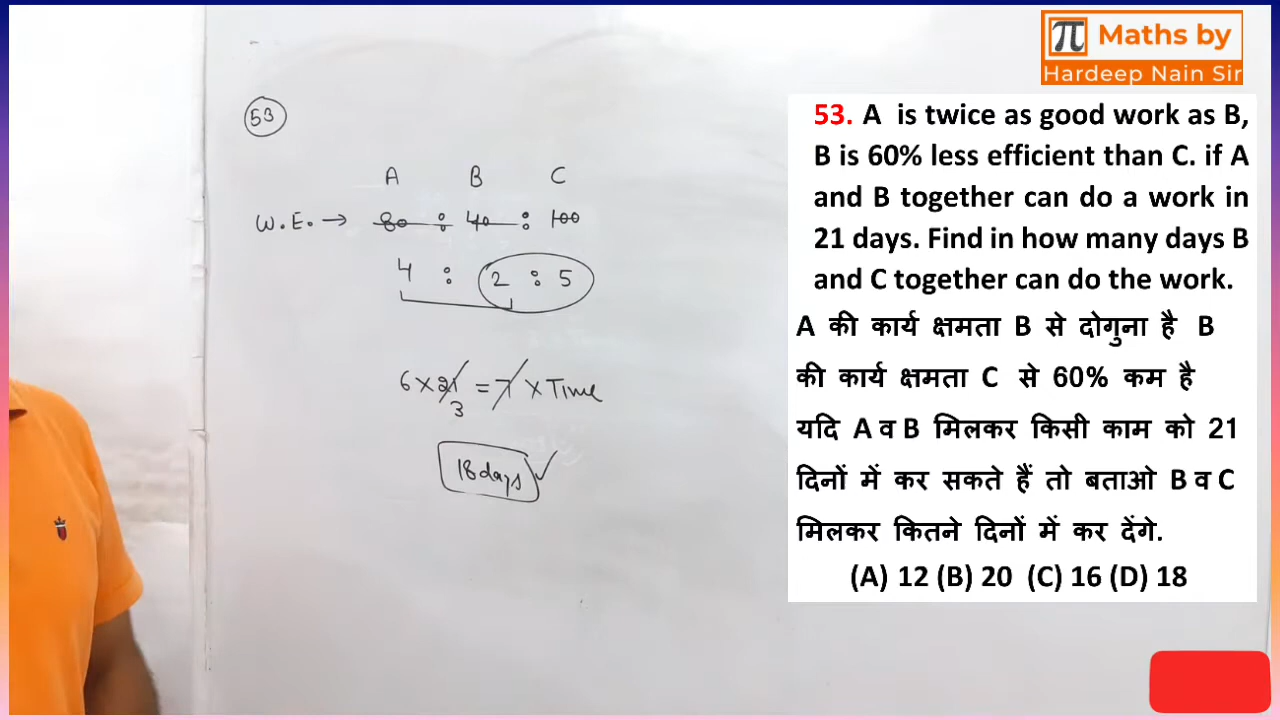 π Maths by
Hardeep Nain Sir
53
A B C
W.E. → 80 : 40 : 100
4 : 2 : 5
6 × 21 = 7 × Time
3
18 days ✓
53. A is twice as good work as B,
B is 60% less efficient than C. if A
and B together can do a work in
21 days. Find in how many days B
and C together can do the work.
A की कार्य क्षमता B से दोगुना है B
की कार्य क्षमता C से 60% कम है
यदि A व B मिलकर किसी काम को 21
दिनों में कर सकते हैं तो बताओ B व C
मिलकर कितने दिनों में कर देंगे.
(A) 12 (B) 20 (C) 16 (D) 18